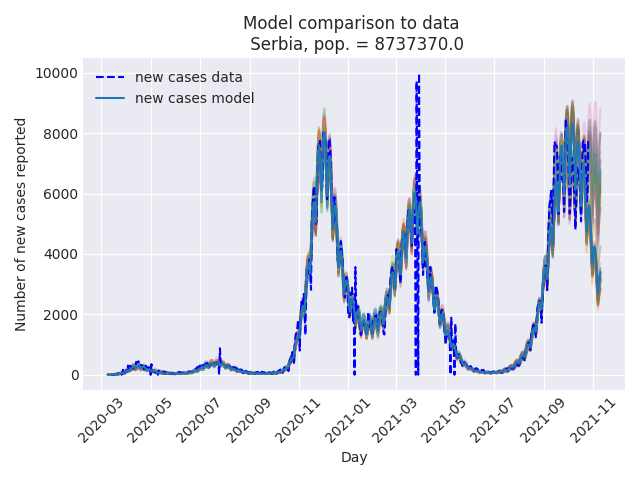 Model comparison to data
Serbia, pop. = 8737370.0
new cases data
new cases model
Number of new cases reported
10000
8000
6000
4000
2000
0
2020-03
2020-05
2020-07
2020-09
2020-11
2021-01
2021-03
2021-05
2021-07
2021-09
2021-11
Day